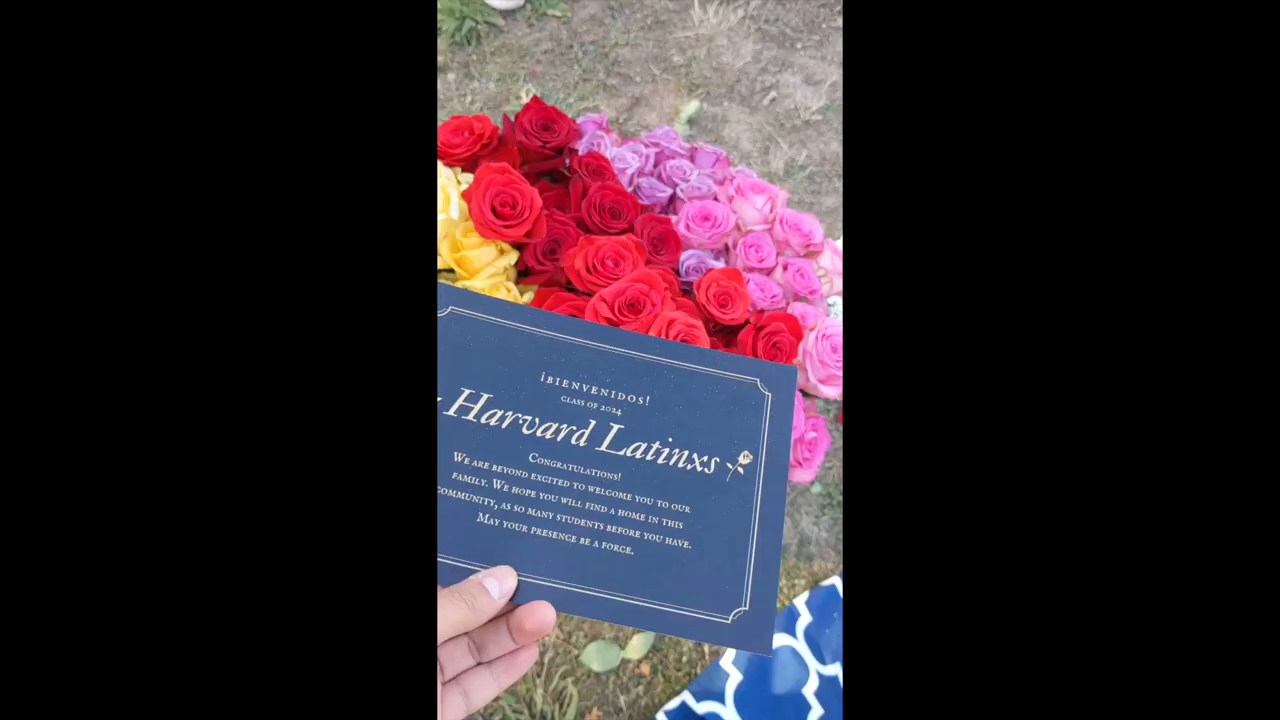 ¡BIENVENIDOS!
CLASS OF 2024
Harvard Latinxs
CONGRATULATIONS!
WE ARE BEYOND EXCITED TO WELCOME YOU TO OUR
FAMILY. WE HOPE YOU WILL FIND A HOME IN THIS
COMMUNITY, AS SO MANY STUDENTS BEFORE YOU HAVE.
MAY YOUR PRESENCE BE A FORCE.